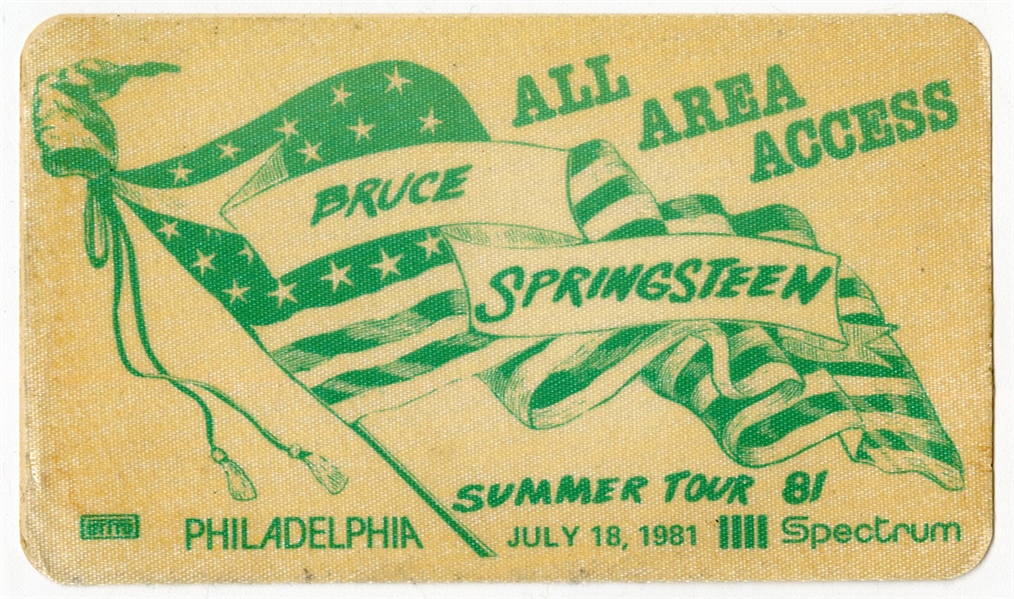 ALL
AREA
ACCESS
BRUCE
SPRINGSTEEN
SUMMER TOUR 81
PHILADELPHIA JULY 18, 1981 Spectrum